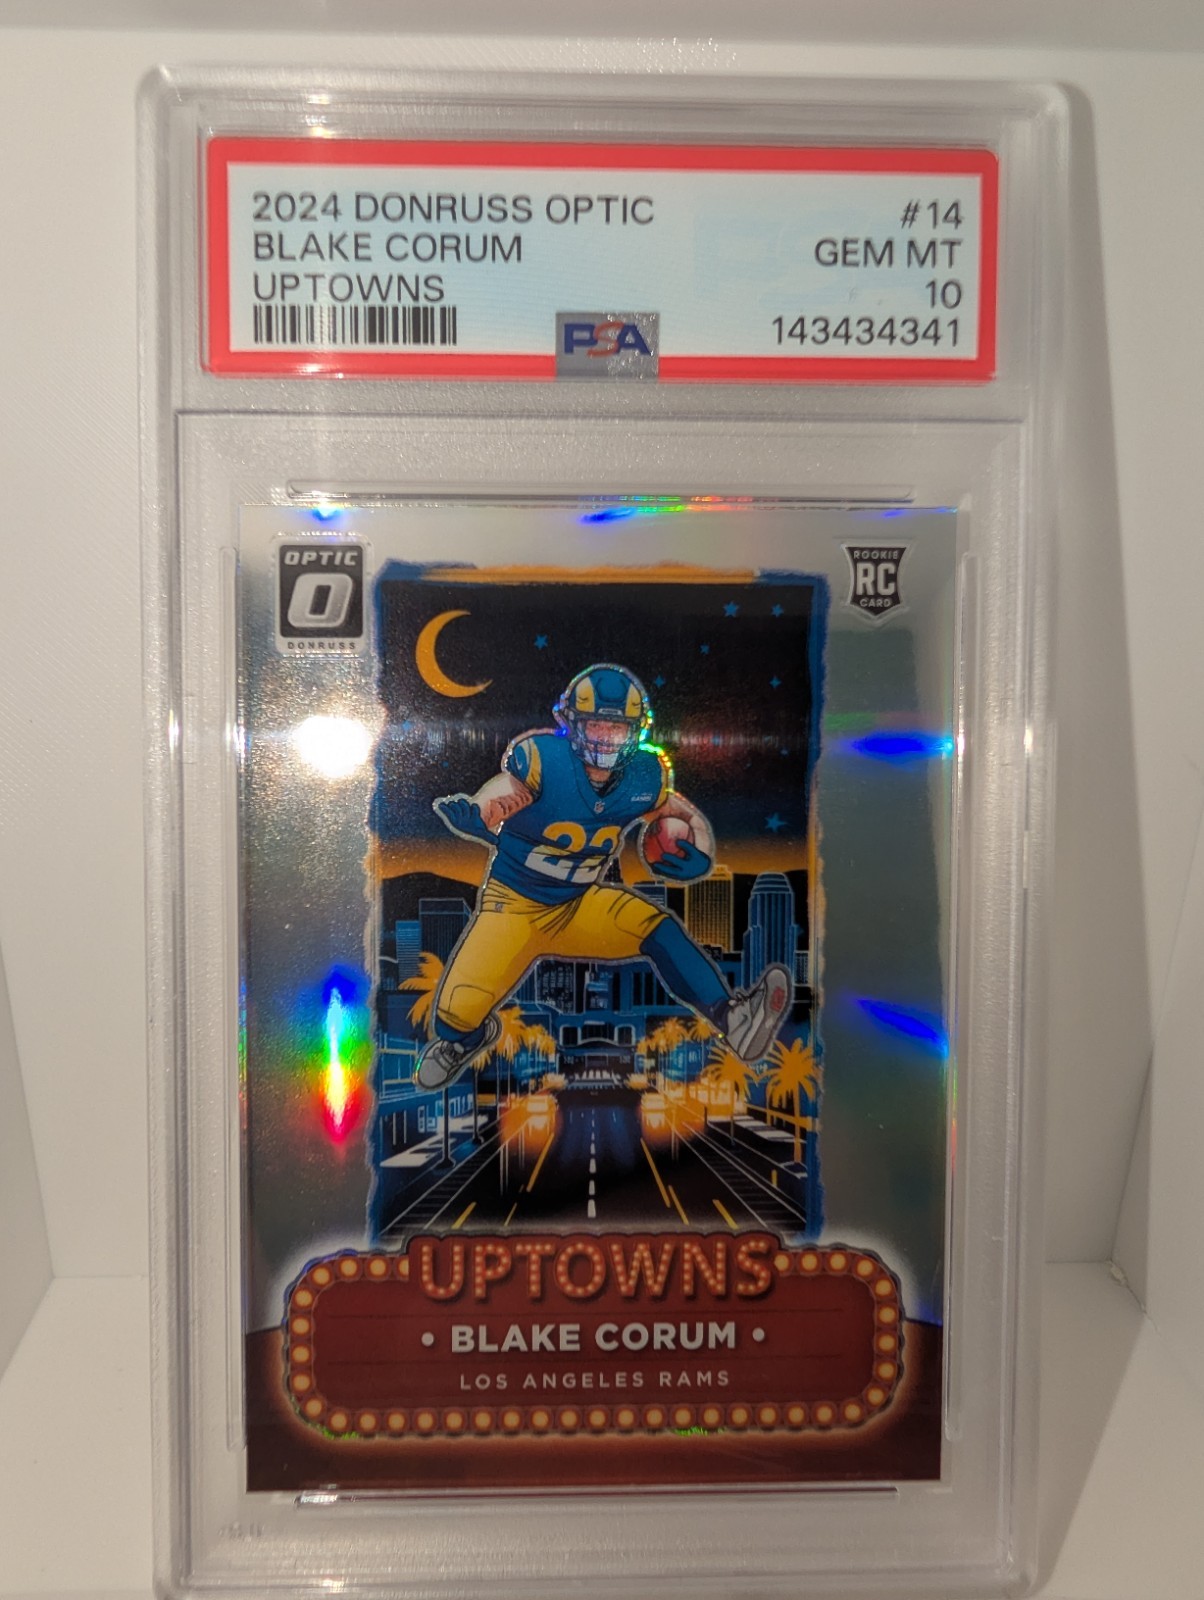 2024 DONRUSS OPTIC #14
BLAKE CORUM GEM MT
UPTOWNS 10
143434341
PSA
OPTIC
O
DONRUSS
ROOKIE
RC
CARD
22
UPTOWNS
• BLAKE CORUM •
LOS ANGELES RAMS